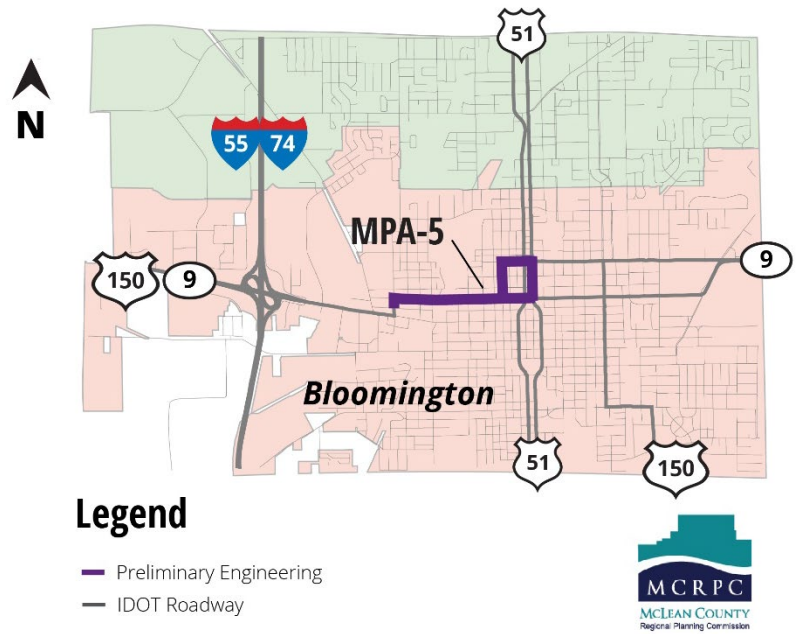 51
N
55 74
MPA-5
150
9
9
Bloomington
51
150
Legend
Preliminary Engineering
IDOT Roadway
MCRPC
MCLEAN COUNTY
Regional Planning Commission